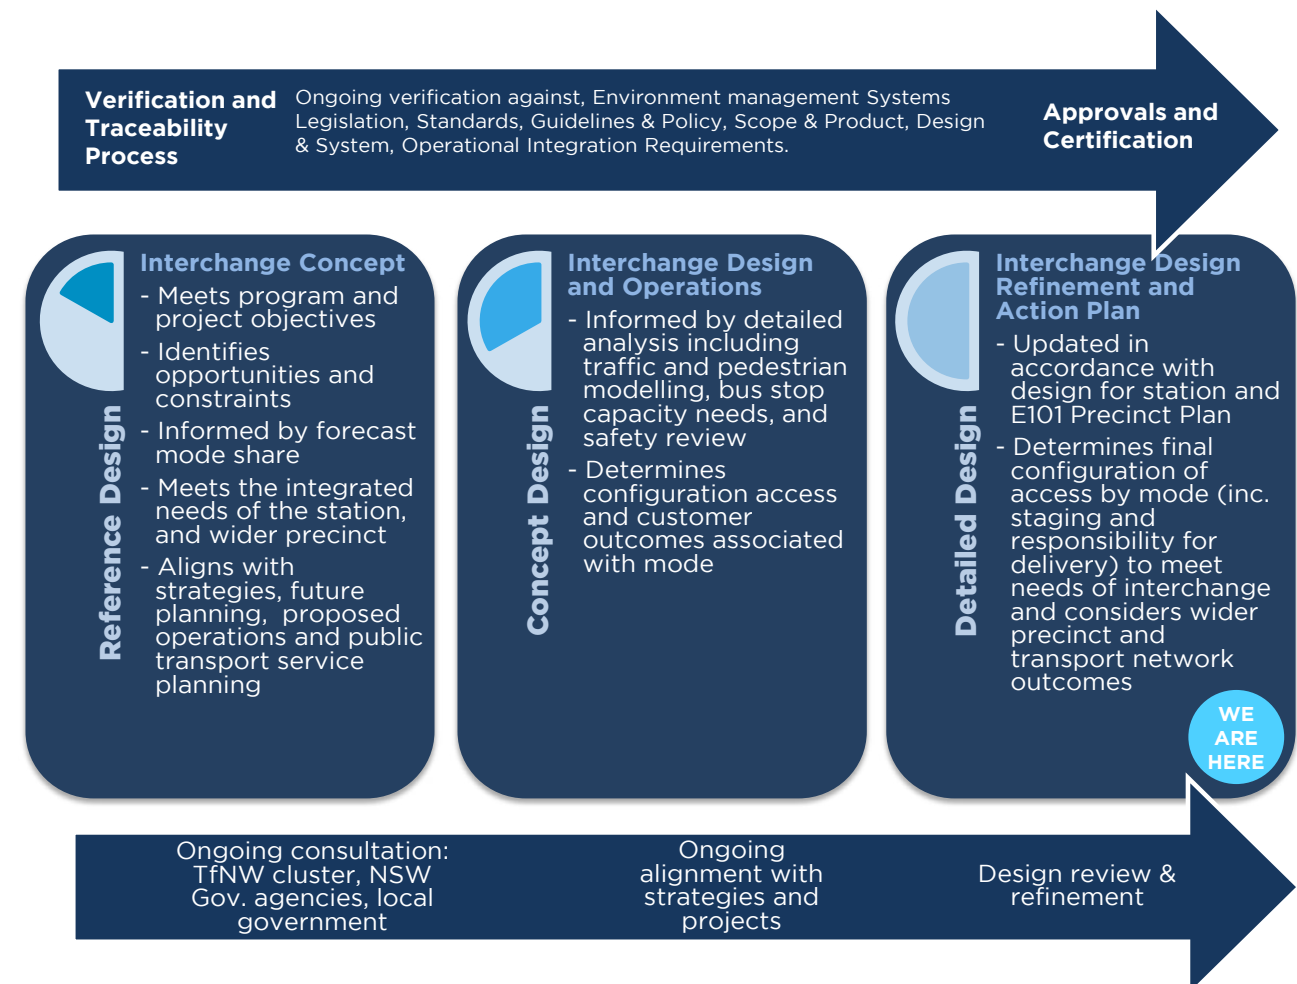 Verification and
Traceability
Process
Ongoing verification against, Environment management Systems
Legislation, Standards, Guidelines & Policy, Scope & Product, Design
& System, Operational Integration Requirements.
Approvals and
Certification
Reference Design
Interchange Concept
- Meets program and
project objectives
- Identifies
opportunities and
constraints
- Informed by forecast
mode share
- Meets the integrated
needs of the station,
and wider precinct
- Aligns with
strategies, future
planning, proposed
operations and public
transport service
planning
Concept Design
Interchange Design
and Operations
- Informed by detailed
analysis including
traffic and pedestrian
modelling, bus stop
capacity needs, and
safety review
- Determines
configuration access
and customer
outcomes associated
with mode
Detailed Design
Interchange Design
Refinement and
Action Plan
- Updated in
accordance with
design for station and
E101 Precinct Plan
- Determines final
configuration of
access by mode (inc.
staging and
responsibility for
delivery) to meet
needs of interchange
and considers wider
precinct and
transport network
outcomes
WE
ARE
HERE
Ongoing consultation:
TfNW cluster, NSW
Gov. agencies, local
government
Ongoing
alignment with
strategies and
projects
Design review &
refinement